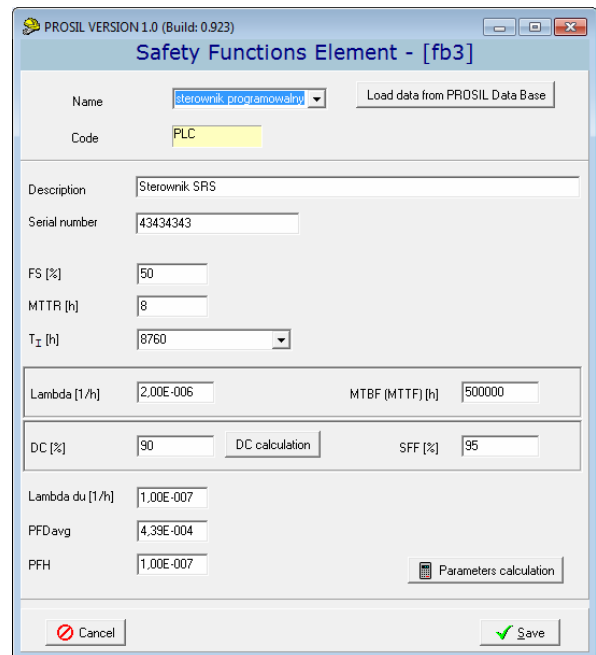 PROSIL VERSION 1.0 (Build: 0.923)
Safety Functions Element - [fb3]
Name sterownik programowalny Load data from PROSIL Data Base
Code PLC
Description Sterownik SRS
Serial number 43434343
FS [%] 50
MTTR [h] 8
TI [h] 8760
Lambda [1/h] 2,00E-006 MTBF (MTTF) [h] 500000
DC [%] 90 DC calculation SFF [%] 95
Lambda du [1/h] 1,00E-007
PFDavg 4,39E-004
PFH 1,00E-007
Parameters calculation
Cancel Save